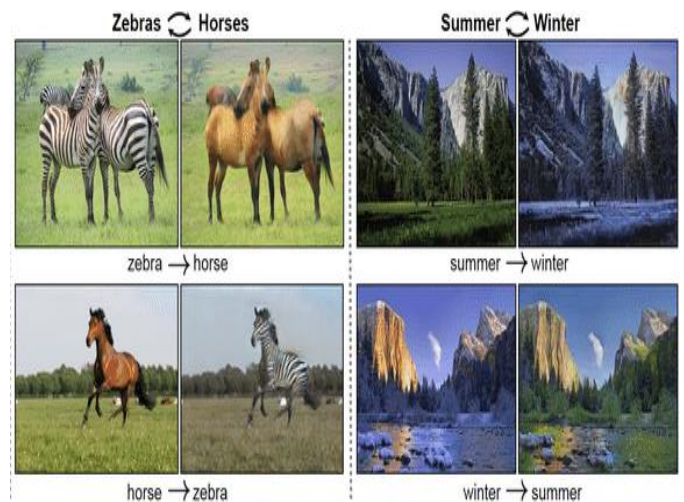 Zebras ⟳ Horses
zebra → horse
horse → zebra
Summer ⟳ Winter
summer → winter
winter → summer